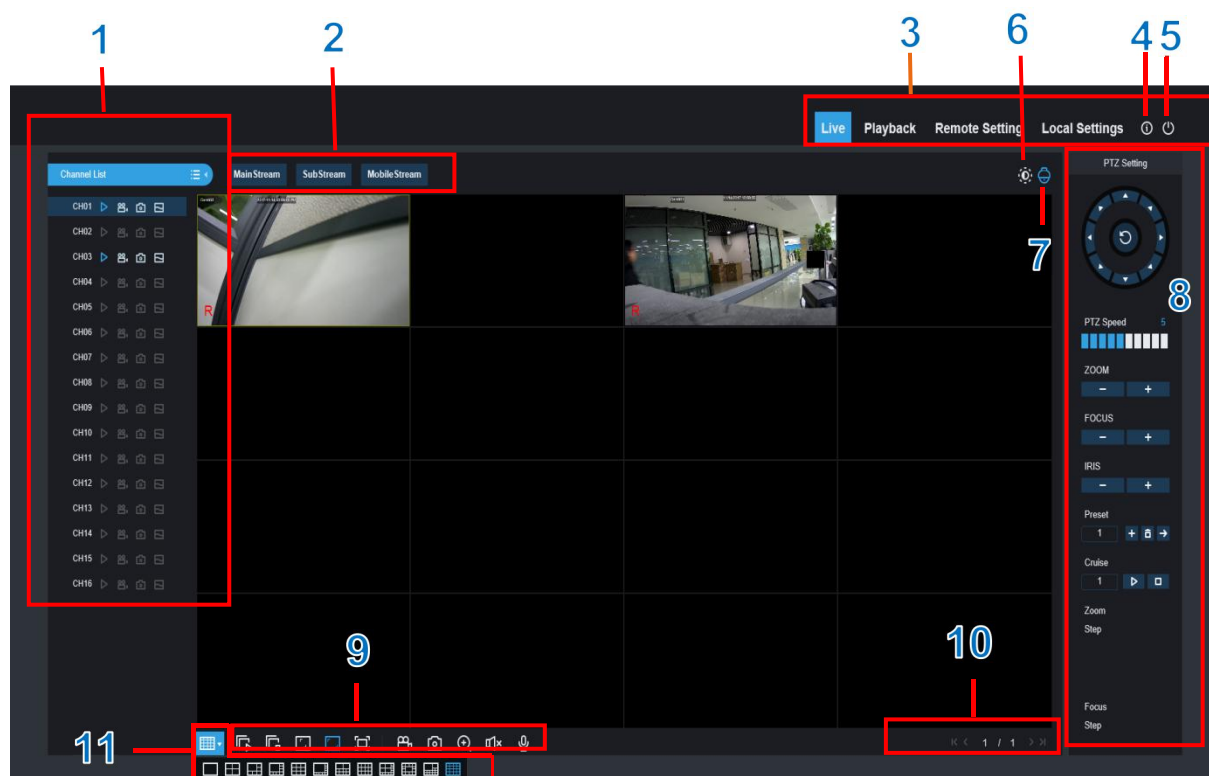 1
2
3
6
4
5
Live Playback Remote Setting Local Settings
Channel List
MainStream SubStream MobileStream
PTZ Setting
7
CH01
CH02
CH03
CH04
CH05
CH06
CH07
CH08
CH09
CH10
CH11
CH12
CH13
CH14
CH15
CH16
R
R
8
PTZ Speed 5
ZOOM
- +
FOCUS
- +
IRIS
- +
Preset
1 +
Cruise
1
Zoom
Step
Focus
Step
9
10
11
1 / 1